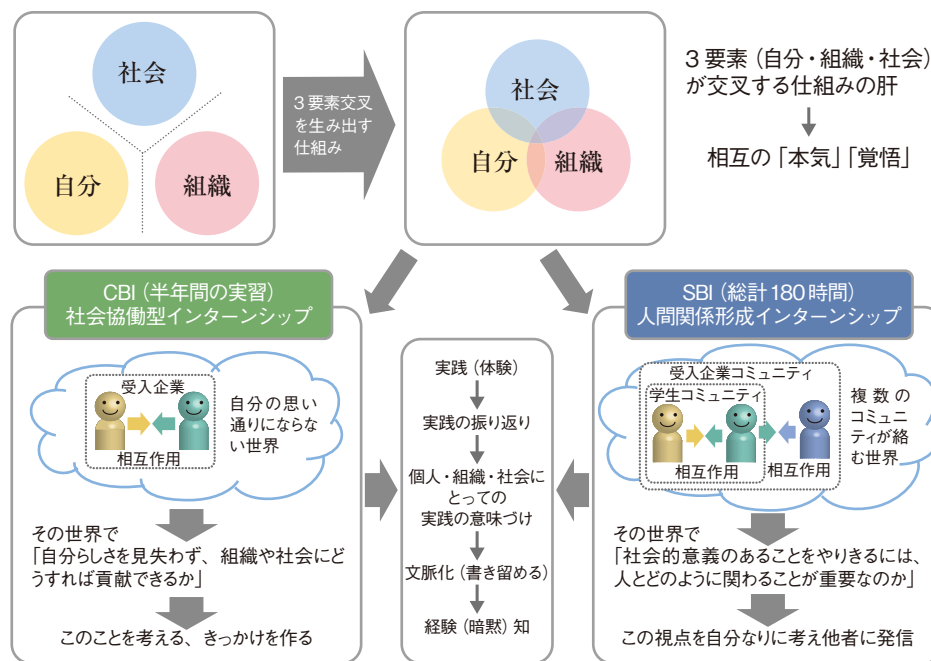 社会
自分
組織
3要素交叉
を生み出す
仕組み
社会
自分
組織
3要素（自分・組織・社会）
が交叉する仕組みの肝
相互の「本気」「覚悟」
CBI（半年間の実習）
社会協働型インターンシップ
受入企業
相互作用
自分の思い
通りにならな
い世界
その世界で
「自分らしさを見失わず、組織や社会にど
うすれば貢献できるか」
このことを考える、きっかけを作る
実践（体験）
実践の振り返り
個人・組織・社会に
とっての
実践の意味づけ
文脈化（書き留める）
経験（暗黙）知
SBI（総計180時間）
人間関係形成インターンシップ
受入企業コミュニティ
学生コミュニティ
相互作用
相互作用
複数の
コミュニ
ティが絡
む世界
その世界で
「社会的意義のあることをやりきるには、
人とどのように関わることが重要なのか」
この視点を自分なりに考え他者に発信